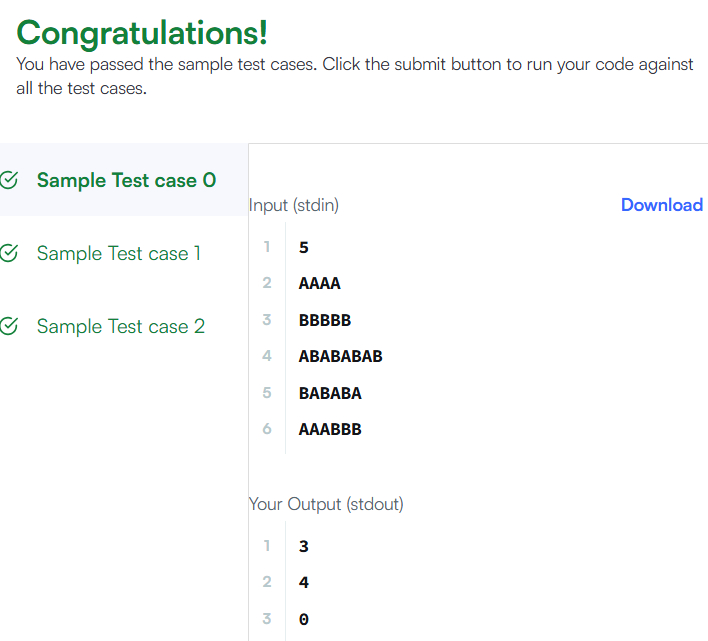 Congratulations!
You have passed the sample test cases. Click the submit button to run your code against
all the test cases.
Sample Test case 0
Sample Test case 1
Sample Test case 2
Input (stdin)
Download
1 5
2 AAAA
3 BBBBB
4 ABABABAB
5 BABABA
6 AAABBB
Your Output (stdout)
1 3
2 4
3 0